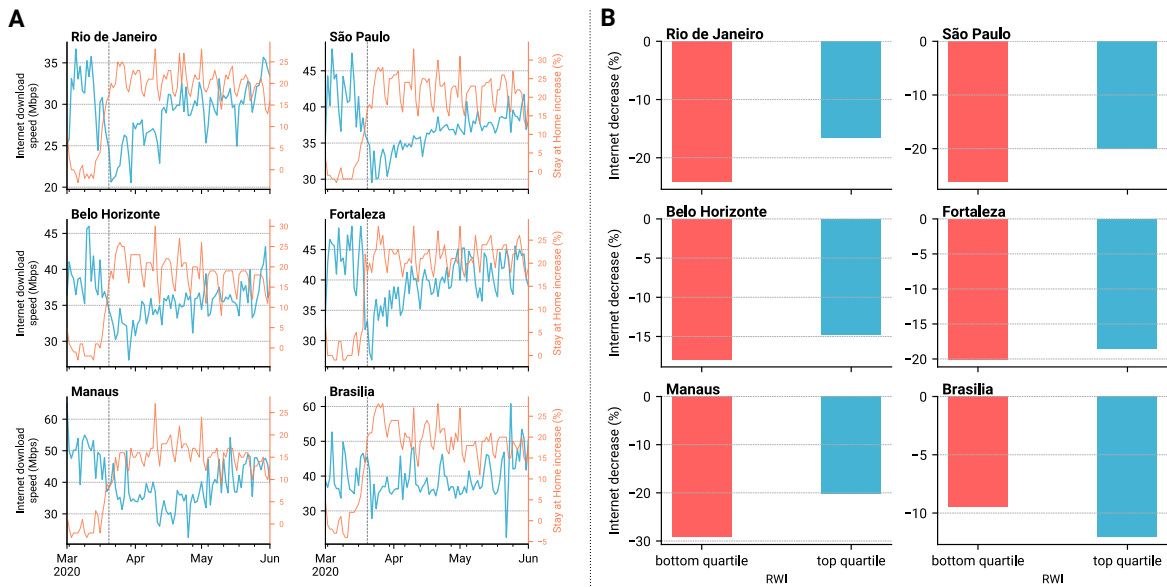 A
Rio de Janeiro
São Paulo
Internet download
speed (Mbps)
35
30
25
20
25
20
15
10
5
0
45
40
35
30
30
25
20
15
10
5
0
-5
Stay at Home increase (%)
Belo Horizonte
Fortaleza
Internet download
speed (Mbps)
45
40
35
30
30
25
20
15
10
5
0
45
40
35
30
25
20
15
10
5
0
Stay at Home increase (%)
Manaus
Brasilia
Internet download
speed (Mbps)
60
50
40
30
25
20
15
10
5
0
60
50
40
30
20
25
20
15
10
5
0
−5
Stay at Home increase (%)
Mar
2020
Apr
May
Jun
Mar
2020
Apr
May
Jun
B
Rio de Janeiro
São Paulo
Internet decrease (%)
0
−10
−20
0
−10
−20
Belo Horizonte
Fortaleza
Internet decrease (%)
0
−5
−10
−15
0
−5
−10
−15
−20
Manaus
Brasilia
Internet decrease (%)
0
−10
−20
−30
0
−5
−10
bottom quartile
top quartile
bottom quartile
top quartile
RWI
RWI